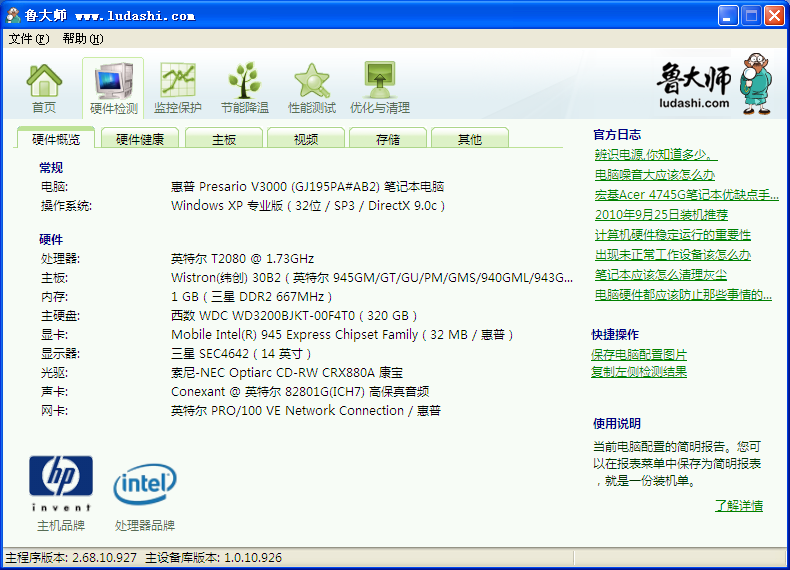 鲁大师 www.ludashi.com
文件(F) 帮助(H)
首页 硬件检测 监控保护 节能降温 性能测试 优化与清理
鲁大师
ludashi.com
硬件概览 硬件健康 主板 视频 存储 其他
常规
电脑: 惠普 Presario V3000 (GJ195PA#AB2) 笔记本电脑
操作系统: Windows XP 专业版 ( 32位 / SP3 / DirectX 9.0c )
硬件
处理器: 英特尔 T2080 @ 1.73GHz
主板: Wistron(纬创) 30B2 ( 英特尔 945GM/GT/GU/PM/GMS/940GML/943G...
内存: 1 GB ( 三星 DDR2 667MHz )
主硬盘: 西数 WDC WD3200BJKT-00F4T0 ( 320 GB )
显卡: Mobile Intel(R) 945 Express Chipset Family ( 32 MB / 惠普 )
显示器: 三星 SEC4642 ( 14 英寸 )
光驱: 索尼-NEC Optiarc CD-RW CRX880A 康宝
声卡: Conexant @ 英特尔 82801G(ICH7) 高保真音频
网卡: 英特尔 PRO/100 VE Network Connection / 惠普
hp
invent
主机品牌
intel
处理器品牌
官方日志
辨识电源,你知道多少。
电脑噪音大应该怎么办
宏基Acer 4745G笔记本优缺点手...
2010年9月25日装机推荐
计算机硬件稳定运行的重要性
出现未正常工作设备该怎么办
笔记本应该怎么清理灰尘
电脑硬件都应该防止那些事情的...
快捷操作
保存电脑配置图片
复制左侧检测结果
使用说明
当前电脑配置的简明报告。您可
以在报表菜单中保存为简明报表
，就是一份装机单。
了解详情
主程序版本: 2.68.10.927 主设备库版本: 1.0.10.926